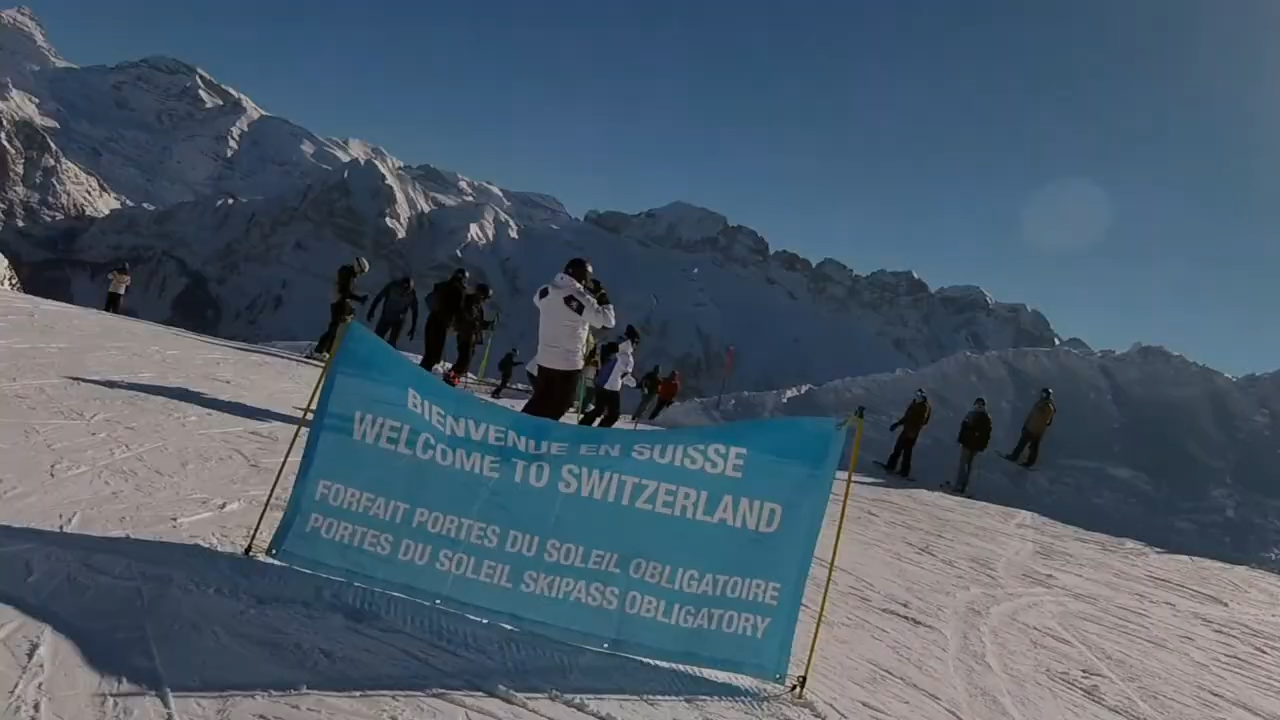 BIENVENUE EN SUISSE
WELCOME TO SWITZERLAND
FORFAIT PORTES DU SOLEIL OBLIGATOIRE
PORTES DU SOLEIL SKIPASS OBLIGATORY